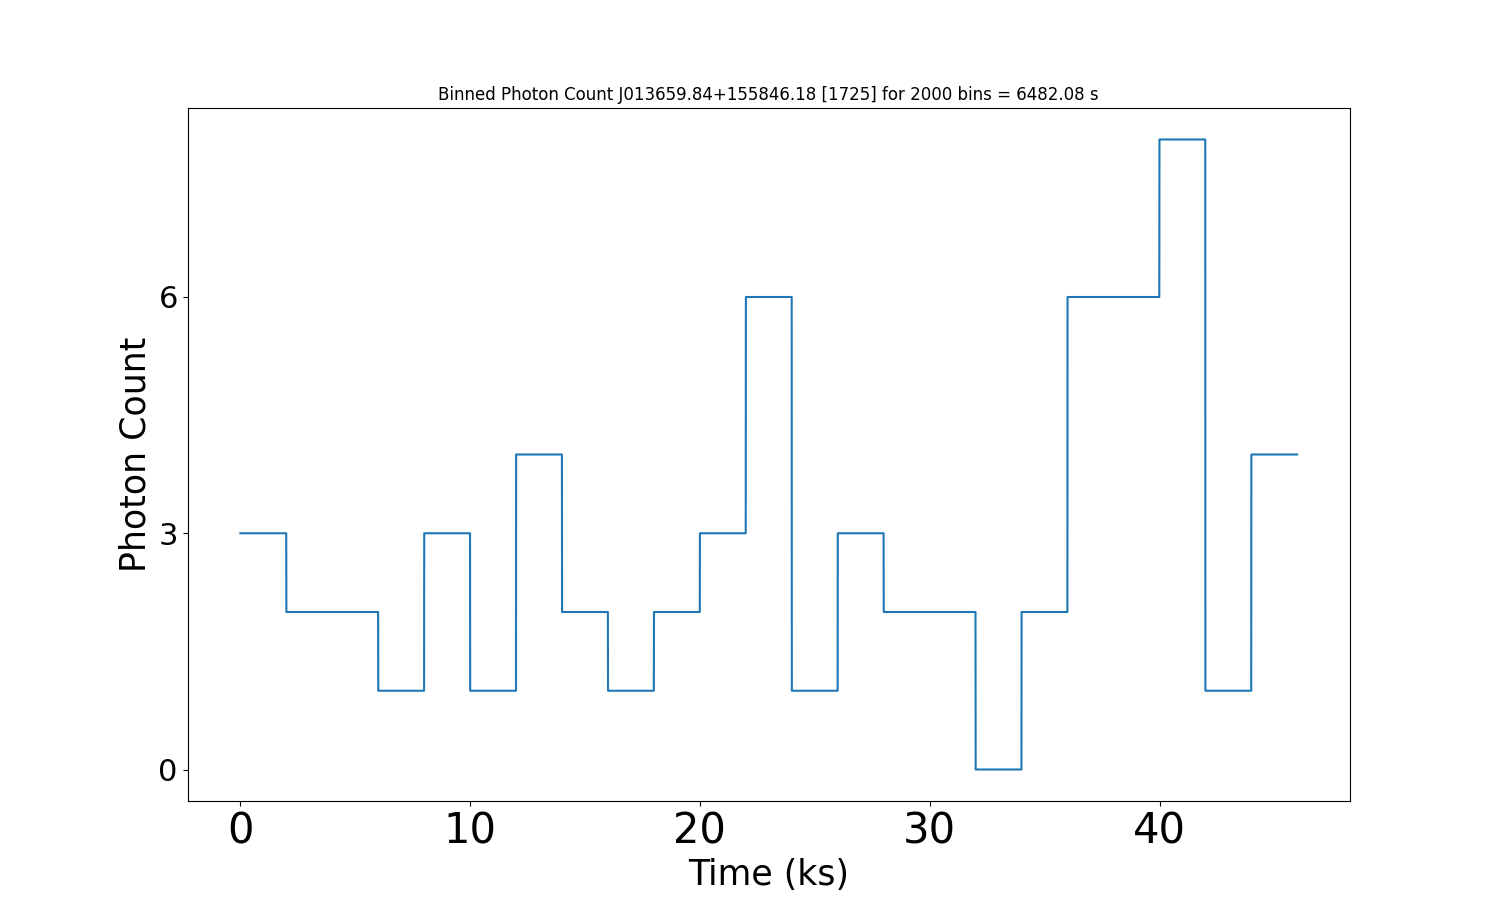 Binned Photon Count J013659.84+155846.18 [1725] for 2000 bins = 6482.08 s
Photon Count
6
3
0
0 10 20 30 40
Time (ks)